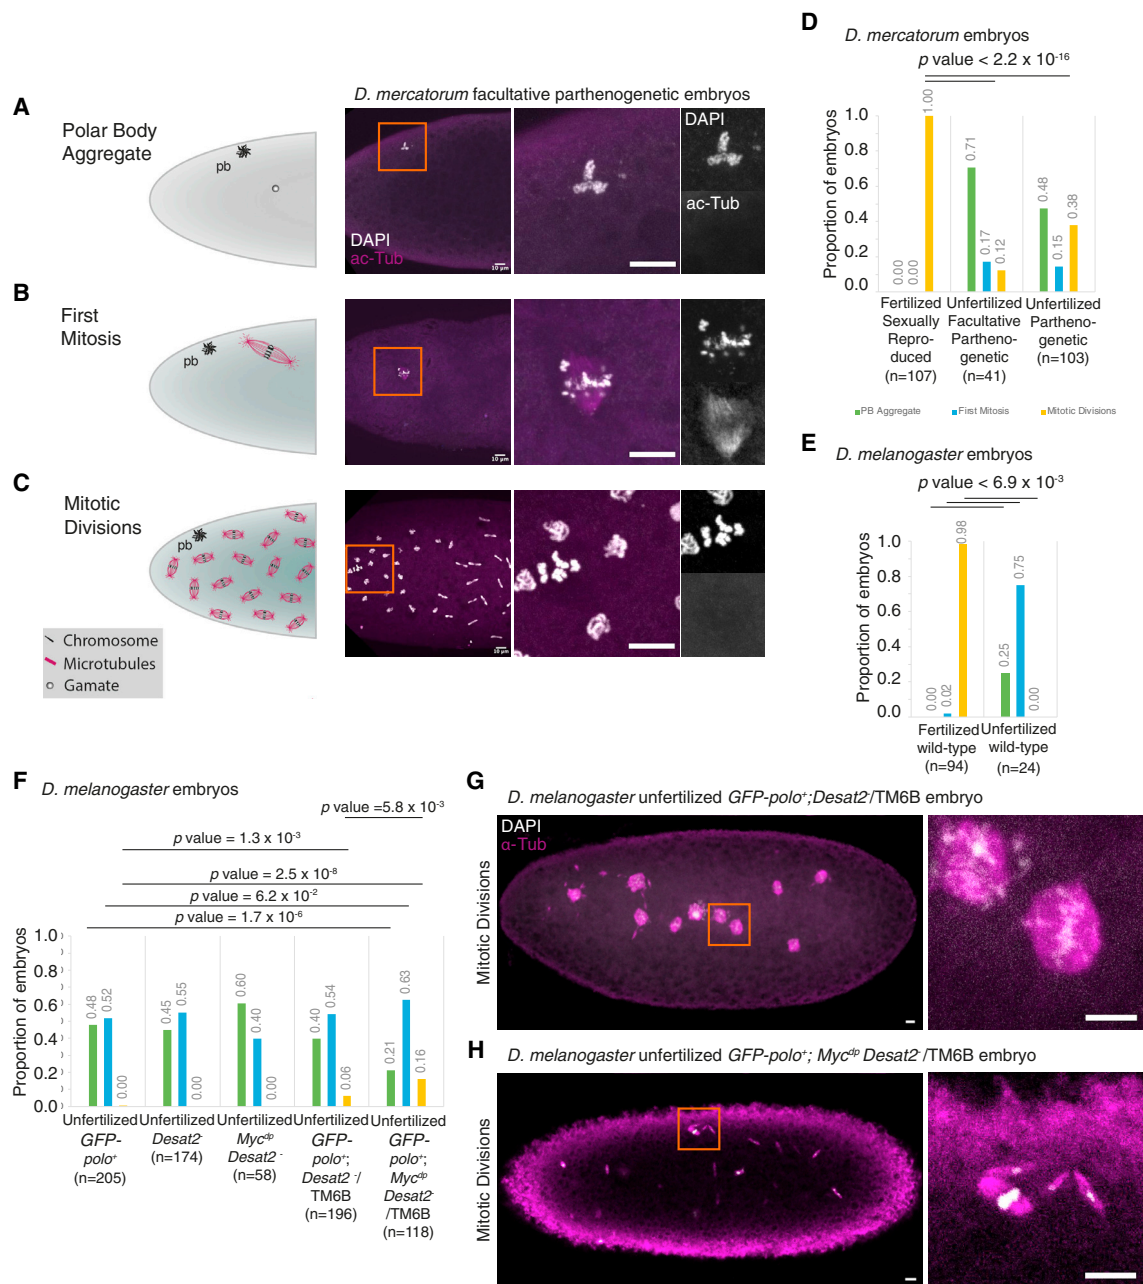 A
Polar Body
Aggregate
pb
D. mercatorum facultative parthenogenetic embryos
DAPI
ac-Tub
10 µm
DAPI
ac-Tub
B
First
Mitosis
pb
10 µm
C
Mitotic
Divisions
pb
10 µm
Chromosome
Microtubules
Gamate
D
D. mercatorum embryos
p value < 2.2 x 10-16
Proportion of embryos
1.0
0.8
0.6
0.4
0.2
0.0
0.00
0.00
1.00
0.71
0.17
0.12
0.48
0.15
0.38
Fertilized
Sexually
Repro-
duced
(n=107)
Unfertilized
Facultative
Partheno-
genetic
(n=41)
Unfertilized
Partheno-
genetic
(n=103)
PB Aggregate
First Mitosis
Mitotic Divisions
E
D. melanogaster embryos
p value < 6.9 x 10-3
Proportion of embryos
1.0
0.8
0.6
0.4
0.2
0.0
0.00
0.02
0.98
0.25
0.75
0.00
Fertilized
wild-type
(n=94)
Unfertilized
wild-type
(n=24)
F
D. melanogaster embryos
p value =5.8 x 10-3
p value = 1.3 x 10-3
p value = 2.5 x 10-8
p value = 6.2 x 10-2
p value = 1.7 x 10-6
Proportion of embryos
1.0
0.8
0.6
0.4
0.2
0.0
0.48
0.52
0.00
0.45
0.55
0.00
0.60
0.40
0.00
0.40
0.54
0.06
0.21
0.63
0.16
Unfertilized
GFP-
polo+
(n=205)
Unfertilized
Desat2-
(n=174)
Unfertilized
Mycdp
Desat2 -
(n=58)
Unfertilized
GFP-
polo+;
Desat2 -/
TM6B
(n=196)
Unfertilized
GFP-
polo+;
Mycdp
Desat2-
/TM6B
(n=118)
G
D. melanogaster unfertilized GFP-polo+;Desat2-/TM6B embryo
Mitotic Divisions
DAPI
α-Tub
H
D. melanogaster unfertilized GFP-polo+; Mycdp Desat2-/TM6B embryo
Mitotic Divisions